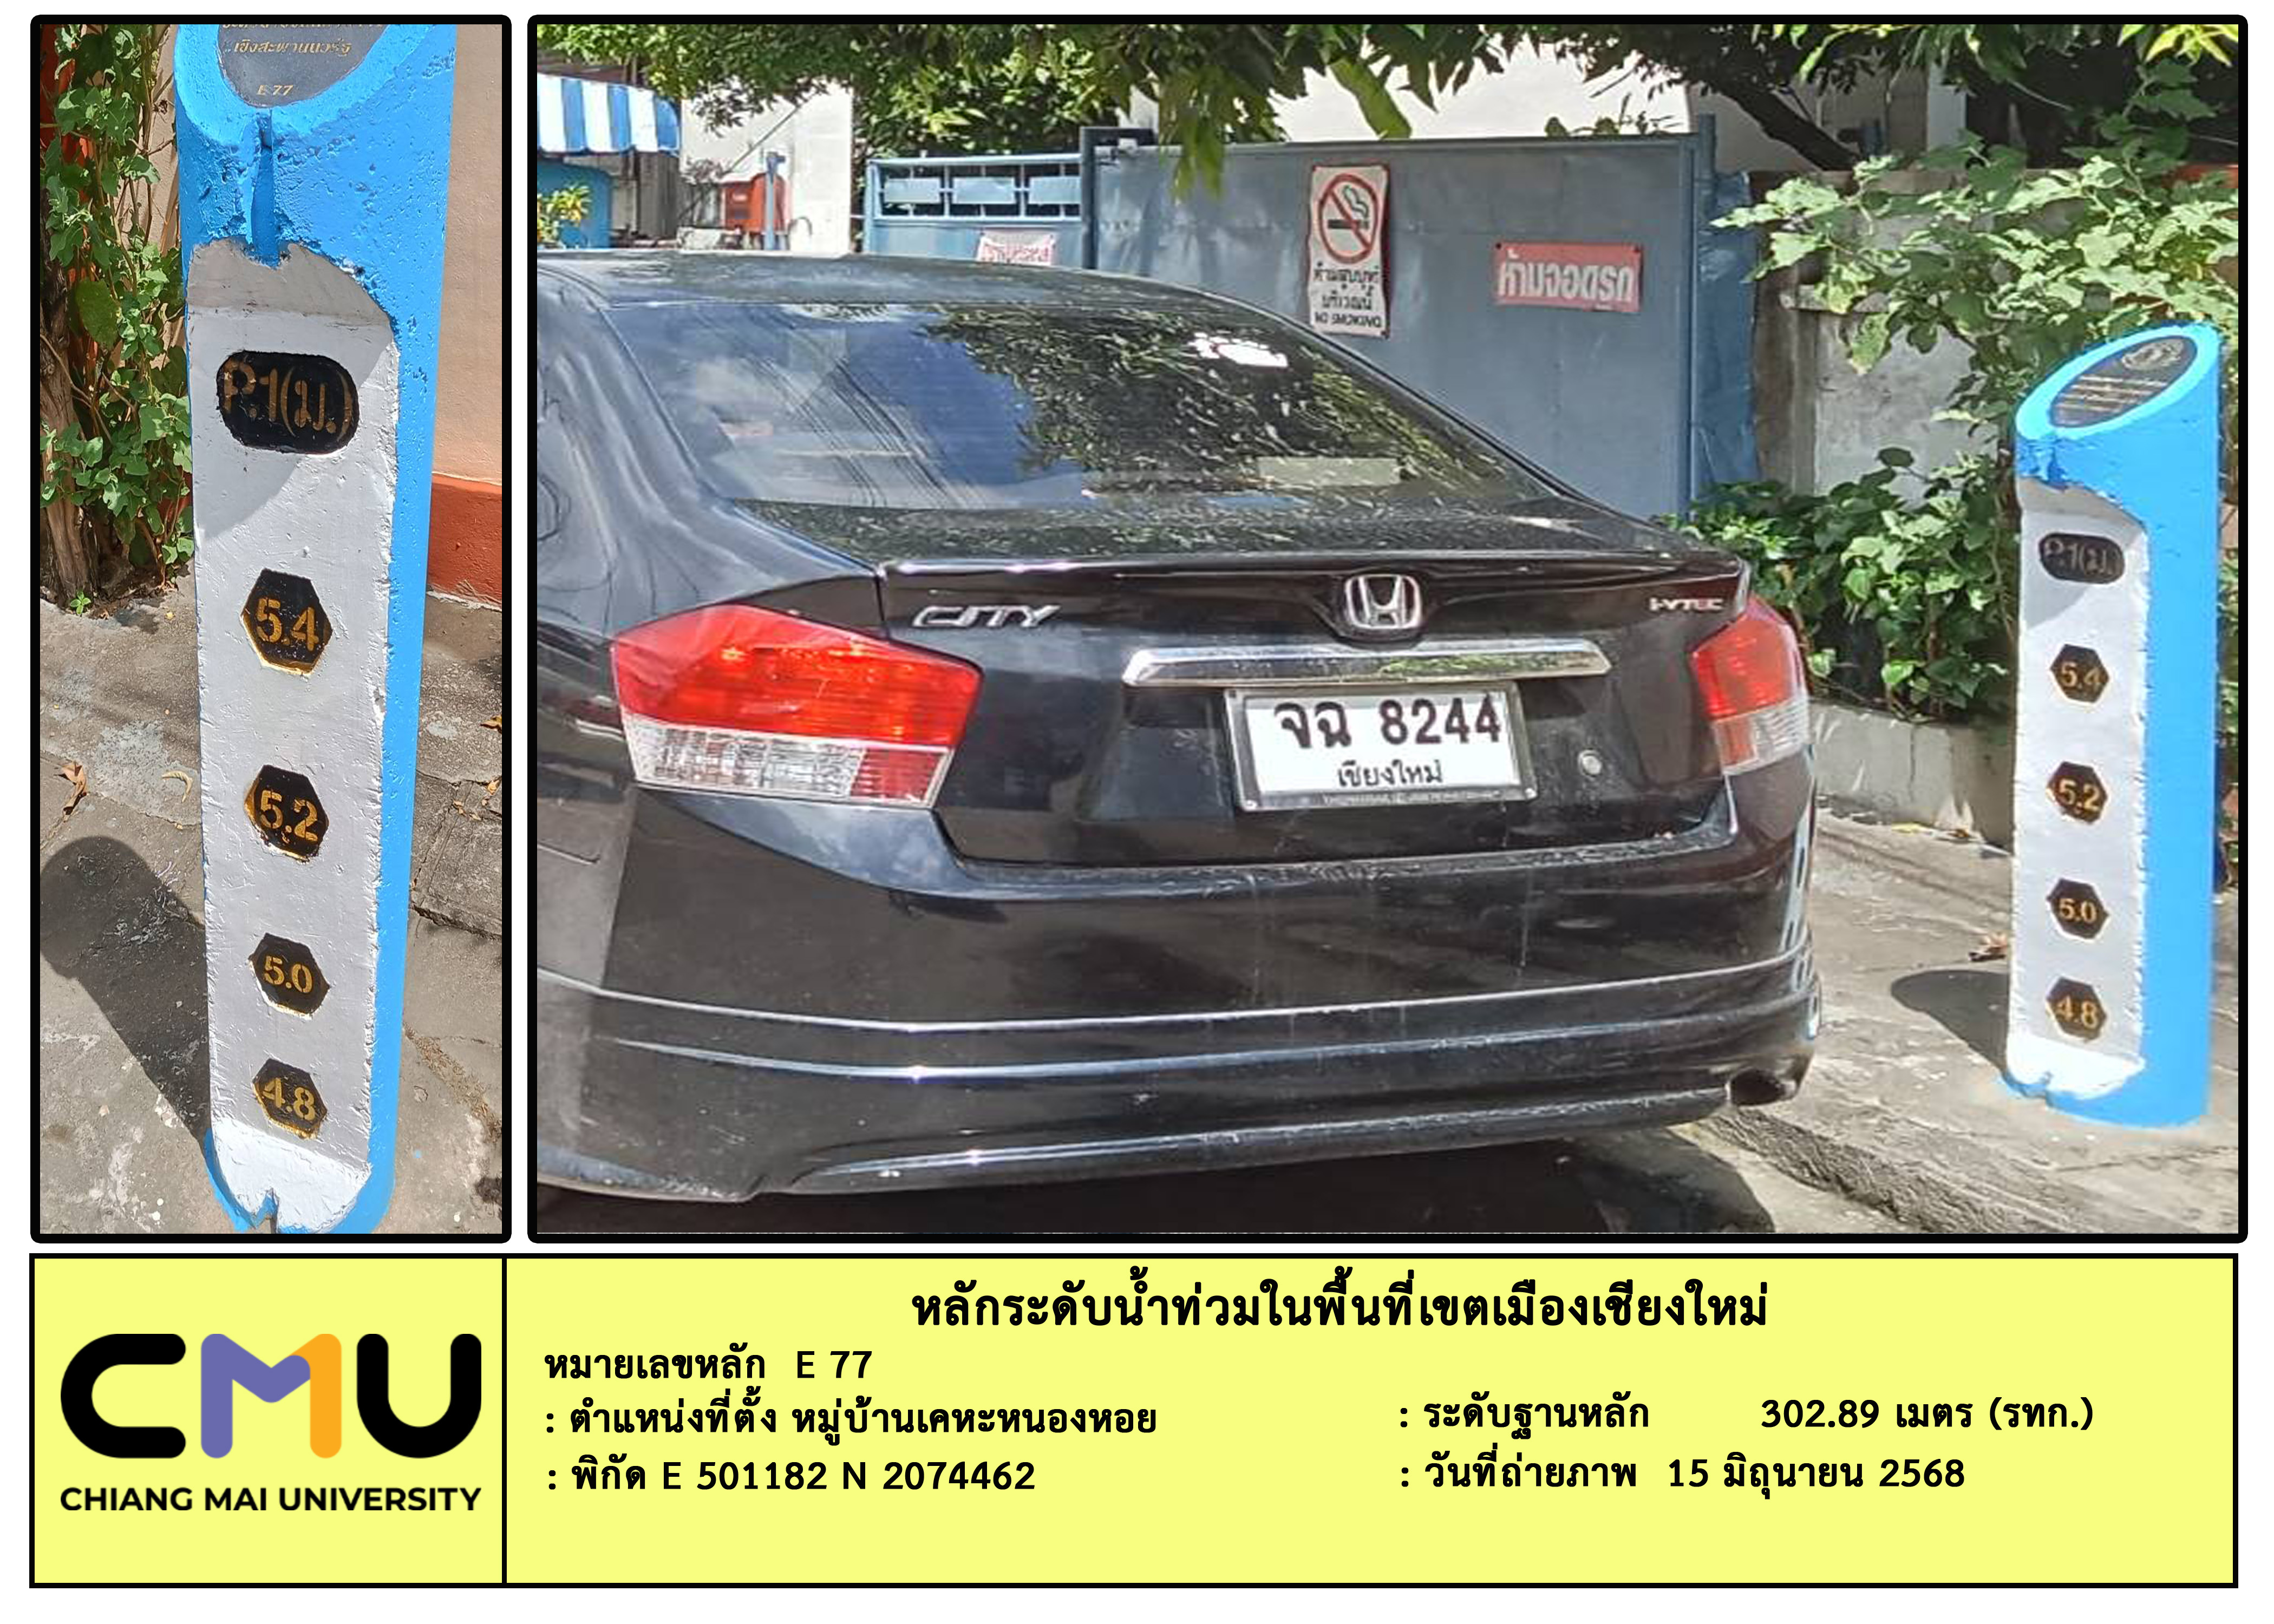 เชิงสะพานนวรัฐ
E 77
P.1(ม.)
5.4
5.2
5.0
4.8
ห้ามสูบบุหรี่
บริเวณนี้
NO SMOKING
ห้ามจอดรถ
CITY
i-VTEC
จฉ 8244
เชียงใหม่
P.1(ม.)
5.4
5.2
5.0
4.8
CMU
CHIANG MAI UNIVERSITY
หลักระดับน้ำท่วมในพื้นที่เขตเมืองเชียงใหม่
หมายเลขหลัก E 77
: ตำแหน่งที่ตั้ง หมู่บ้านเคหะหนองหอย
: ระดับฐานหลัก 302.89 เมตร (รทก.)
: พิกัด E 501182 N 2074462
: วันที่ถ่ายภาพ 15 มิถุนายน 2568